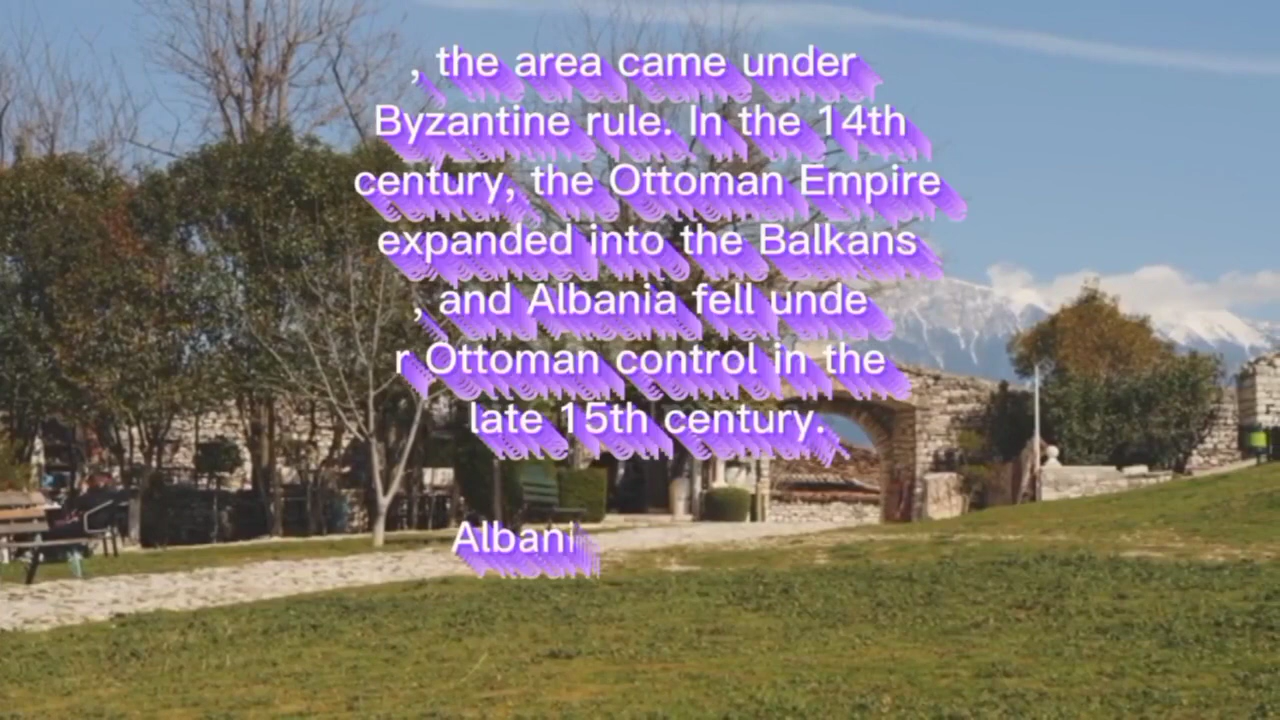 , the area came under
Byzantine rule. In the 14th
century, the Ottoman Empire
expanded into the Balkans
, and Albania fell unde
r Ottoman control in the
late 15th century.
Albani